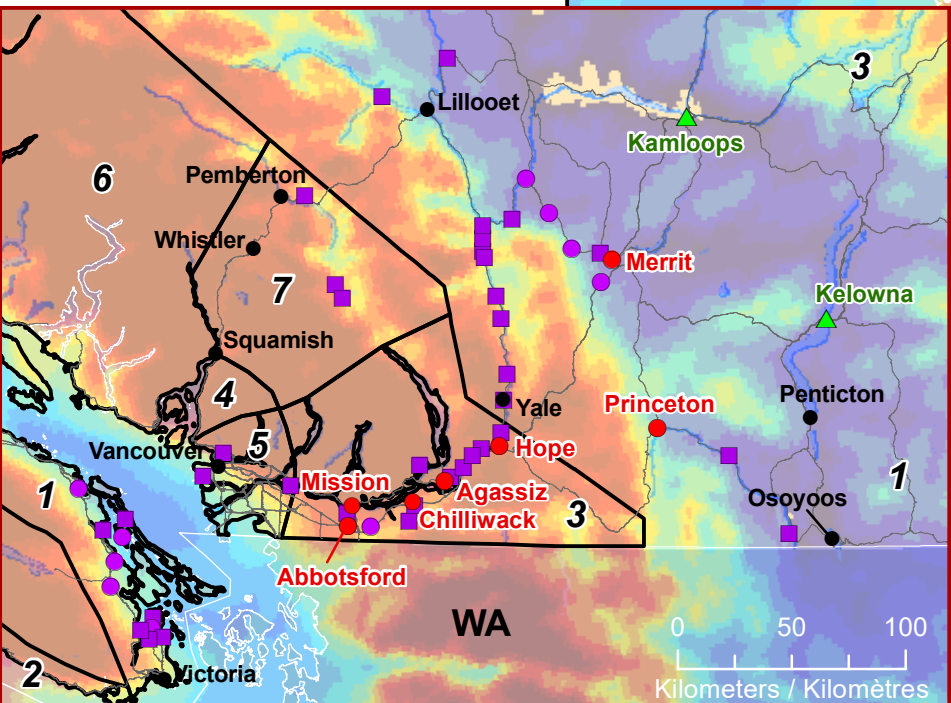 3
Lillooet
Kamloops
6
Pemberton
Whistler
Merrit
7
Kelowna
Squamish
4
Penticton
Yale
Princeton
5
Hope
Vancouver
Mission
Agassiz
1
1
Osoyoos
Chilliwack
3
Abbotsford
WA
0 50 100
2
Victoria
Kilometers / Kilomètres